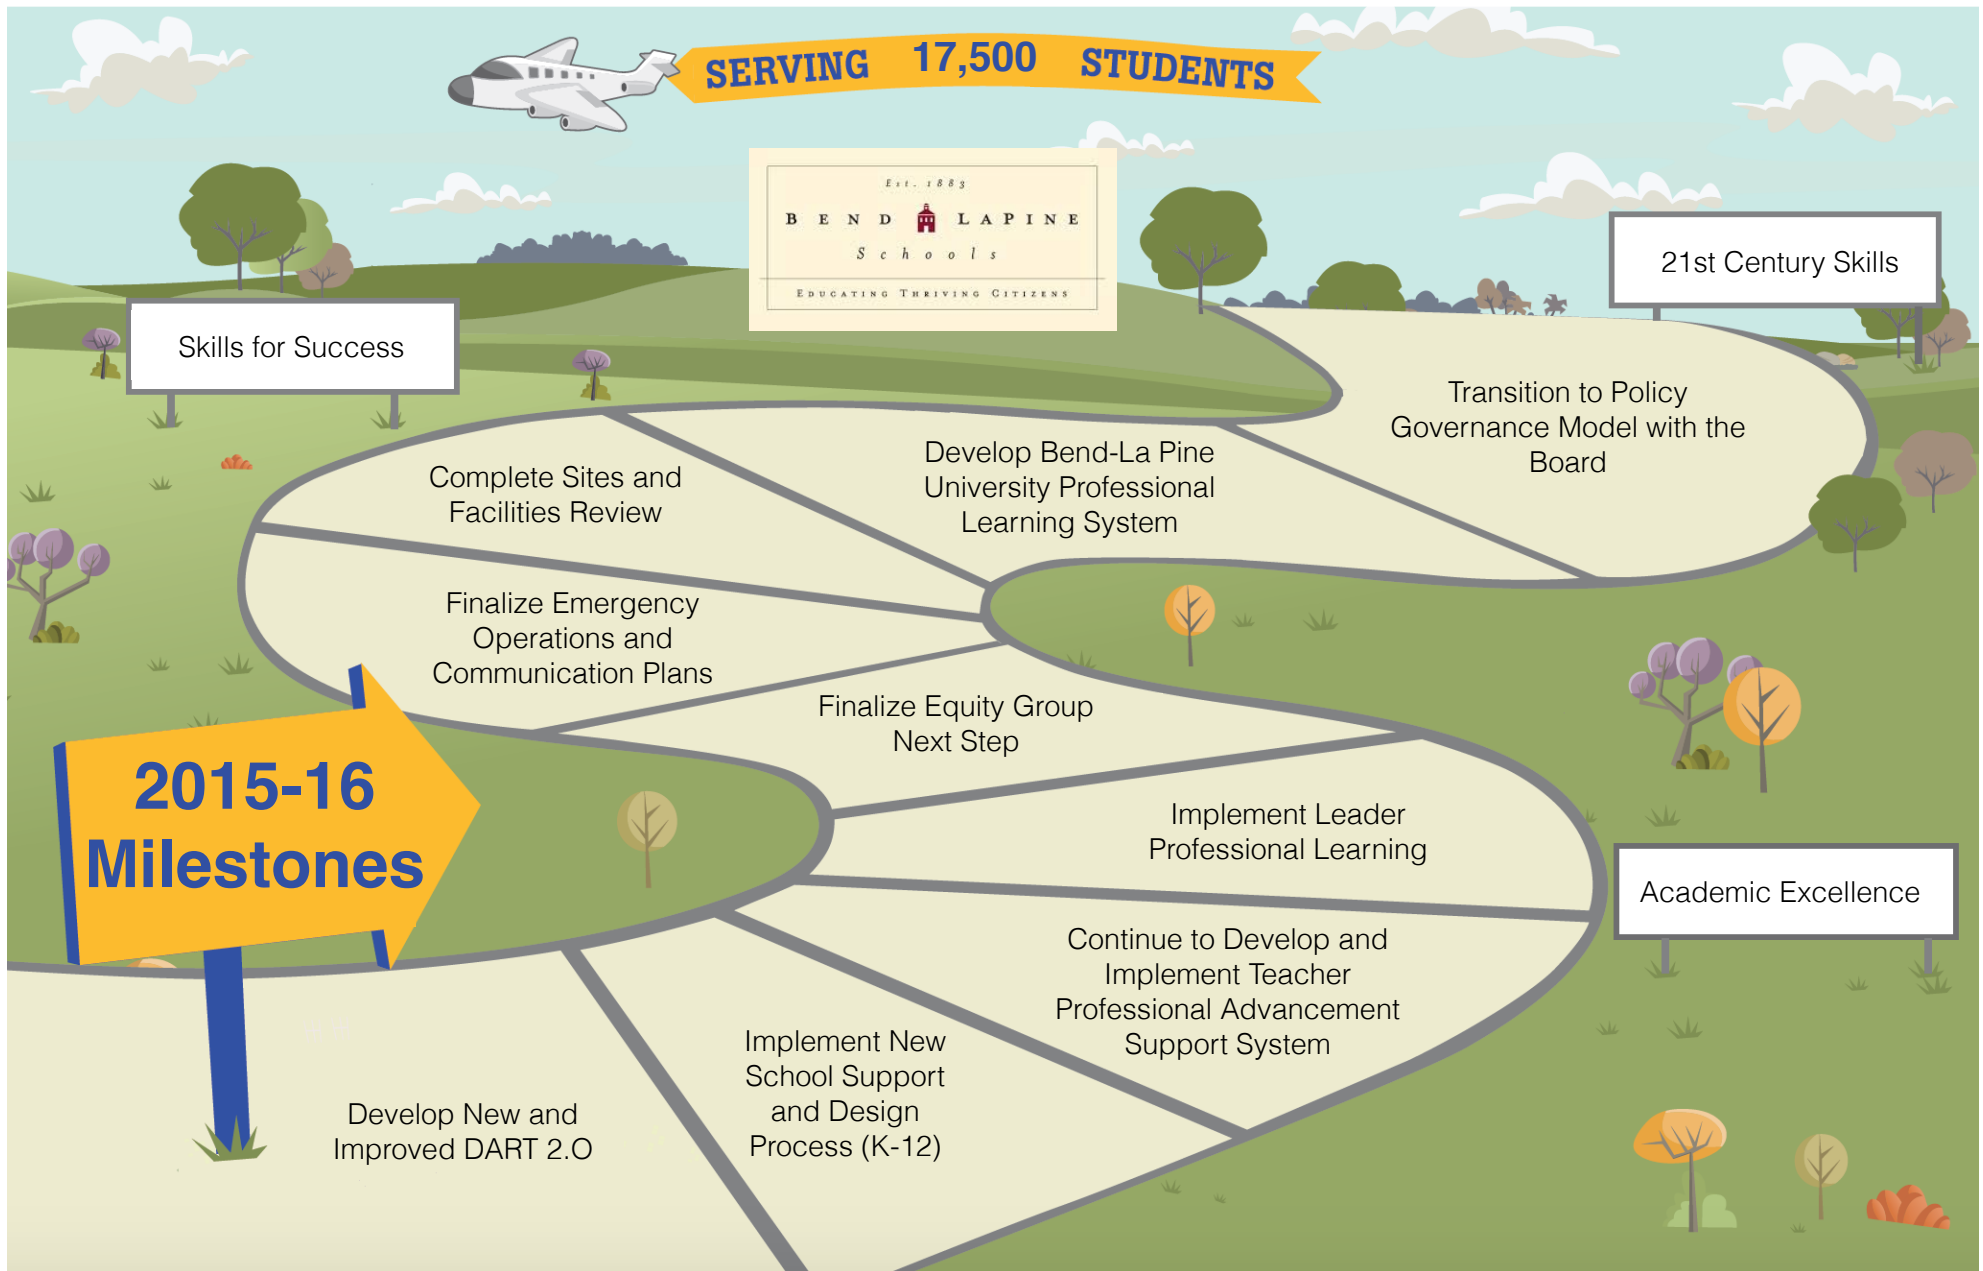 SERVING 17,500 STUDENTS
Est. 1883
BEND LAPINE
Schools
EDUCATING THRIVING CITIZENS
21st Century Skills
Skills for Success
Transition to Policy
Governance Model with the
Board
Develop Bend-La Pine
University Professional
Learning System
Complete Sites and
Facilities Review
Finalize Emergency
Operations and
Communication Plans
Finalize Equity Group
Next Step
2015-16
Milestones
Implement Leader
Professional Learning
Academic Excellence
Continue to Develop and
Implement Teacher
Professional Advancement
Support System
Implement New
School Support
and Design
Process (K-12)
Develop New and
Improved DART 2.O